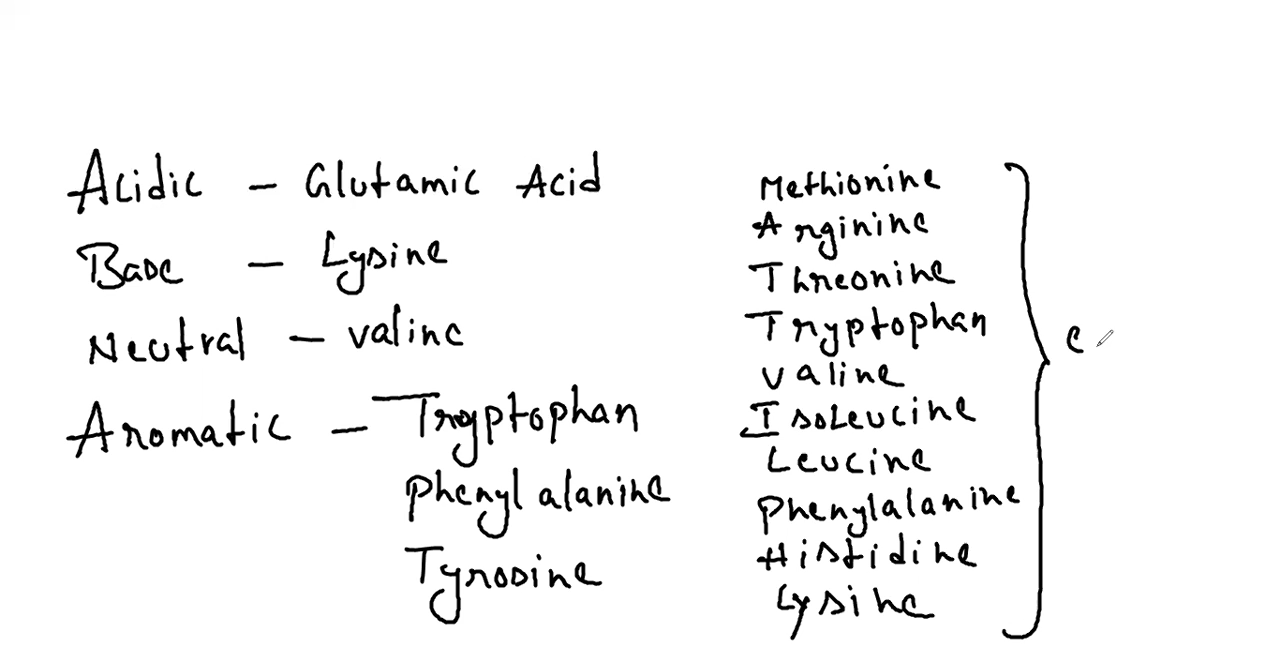 Acidic - Glutamic Acid
Base - Lysine
Neutral - valine
Aromatic - Tryptophan
Phenyl alanine
Tyrosine
Methionine
Arginine
Threonine
Tryptophan
Valine
Isoleucine
Leucine
Phenylalanine
Histidine
Lysine
e